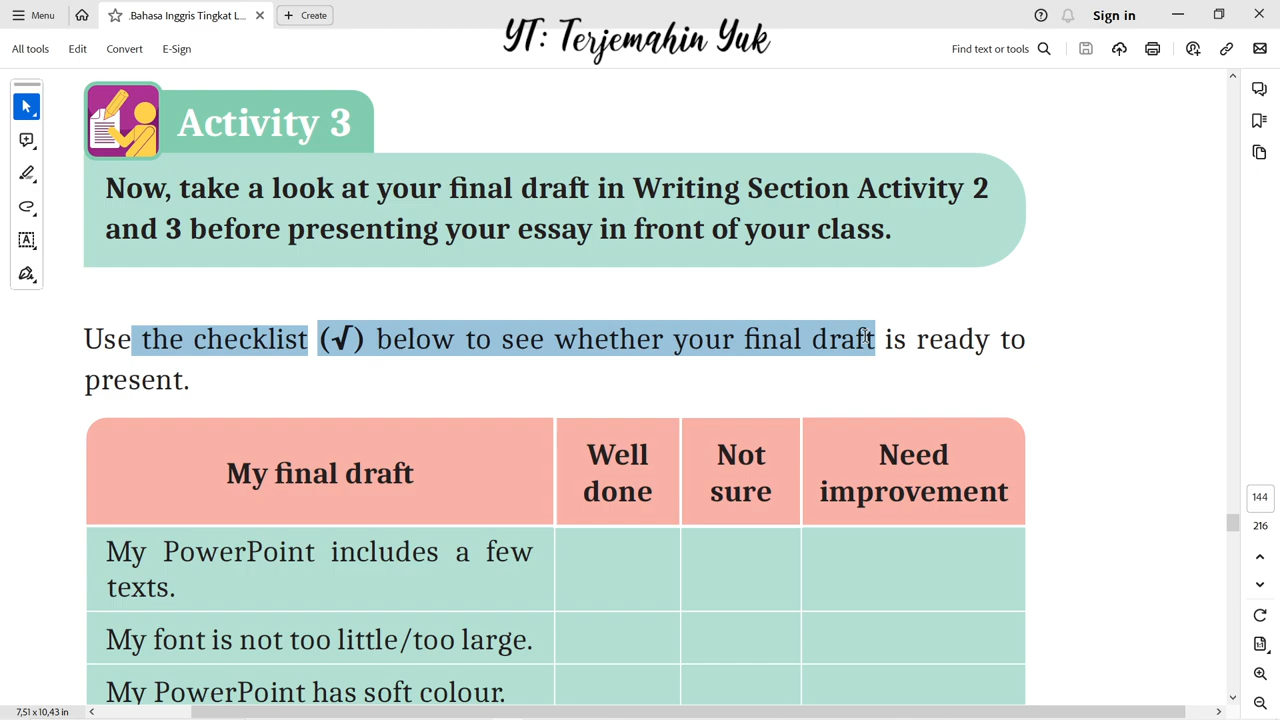 Menu
.Bahasa Inggris Tingkat L...
Create
Sign in
YT: Terjemahin Yuk
All tools
Edit
Convert
E-Sign
Find text or tools
Activity 3
Now, take a look at your final draft in Writing Section Activity 2
and 3 before presenting your essay in front of your class.
Use the checklist (√) below to see whether your final draft is ready to
present.
My final draft
Well
done
Not
sure
Need
improvement
My PowerPoint includes a few
texts.
My font is not too little/too large.
My PowerPoint has soft colour.
144
216
7,51 x 10,43 in